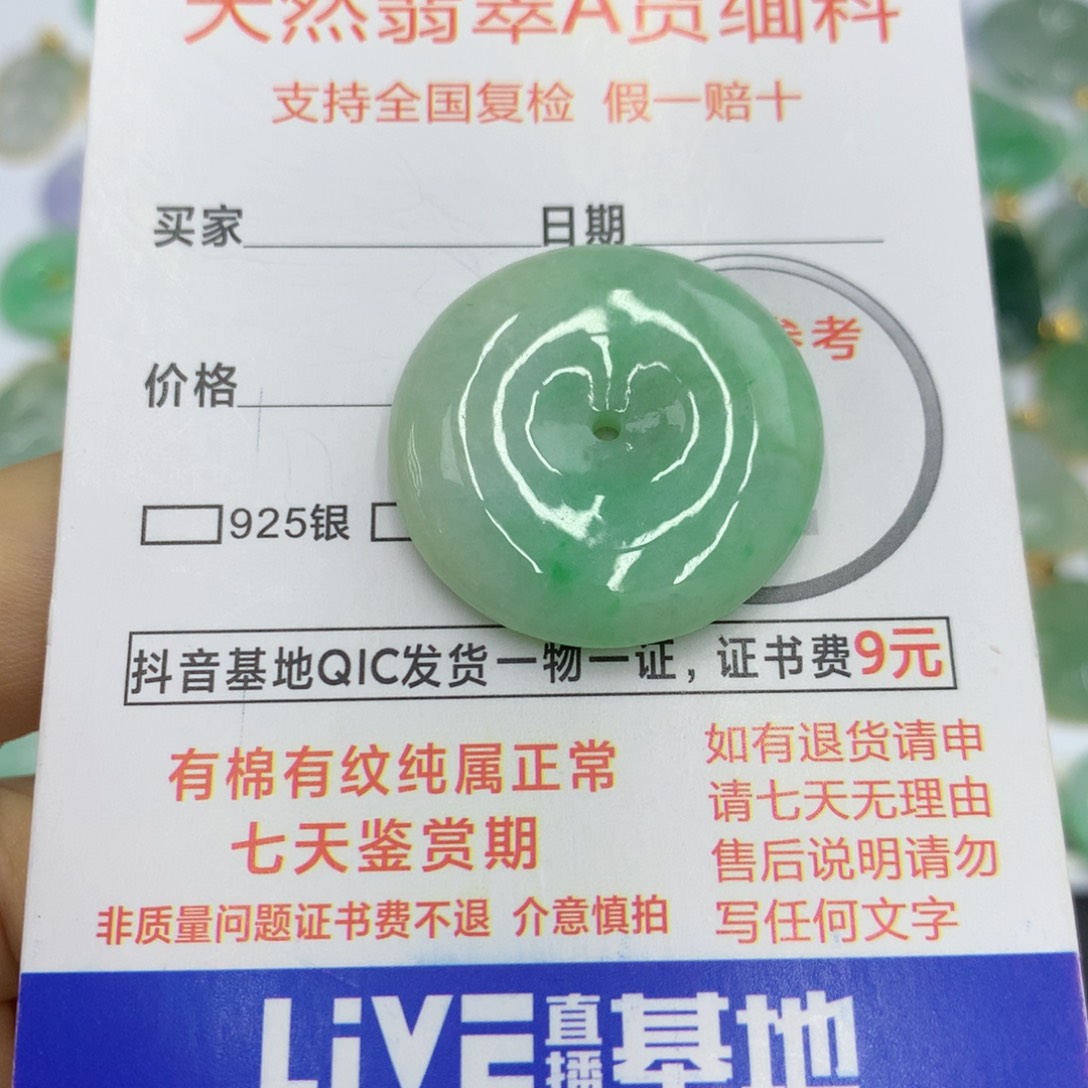 天然翡翠A货缅料
支持全国复检 假一赔十
买家 日期
参考
价格
925银
抖音基地QIC发货一物一证，证书费9元
有棉有纹纯属正常
七天鉴赏期
非质量问题证书费不退 介意慎拍
如有退货请申
请七天无理由
售后说明请勿
写任何文字
LiVE直播基地